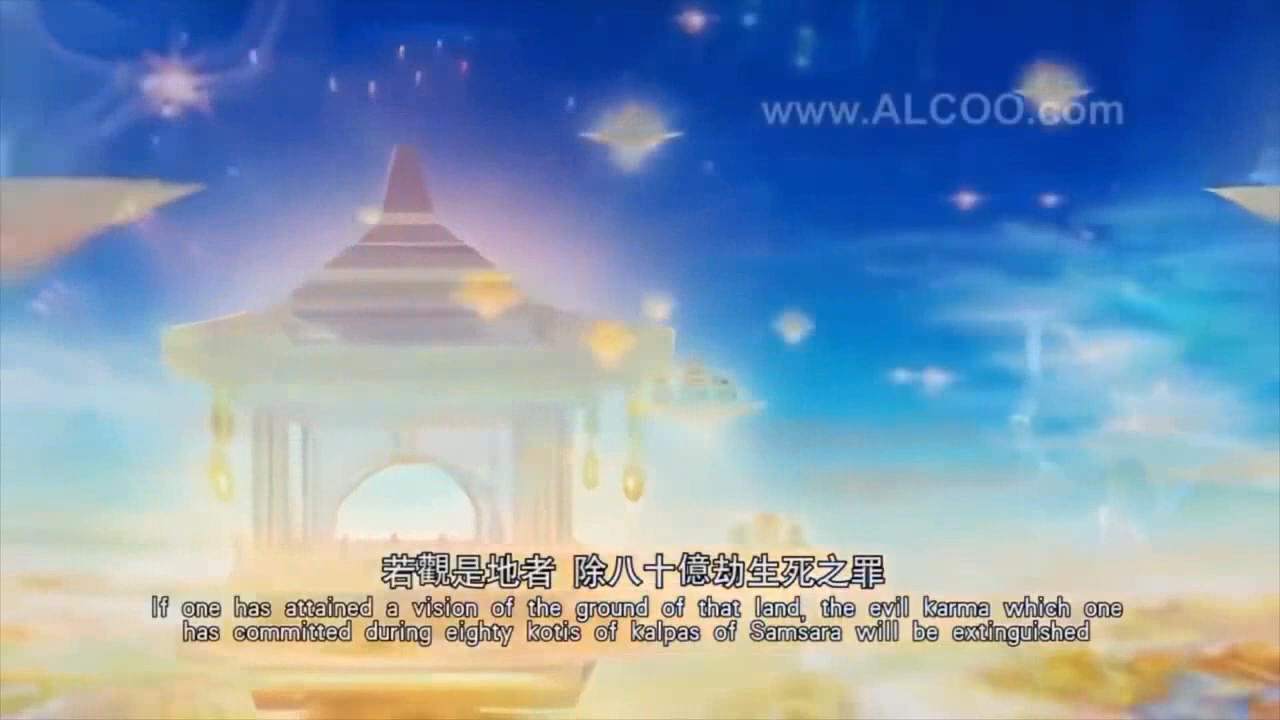 www.ALCOO.com
若觀是地者 除八十億劫生死之罪
If one has attained a vision of the ground of that land, the evil karma which one
has committed during eighty kotis of kalpas of Samsara will be extinguished